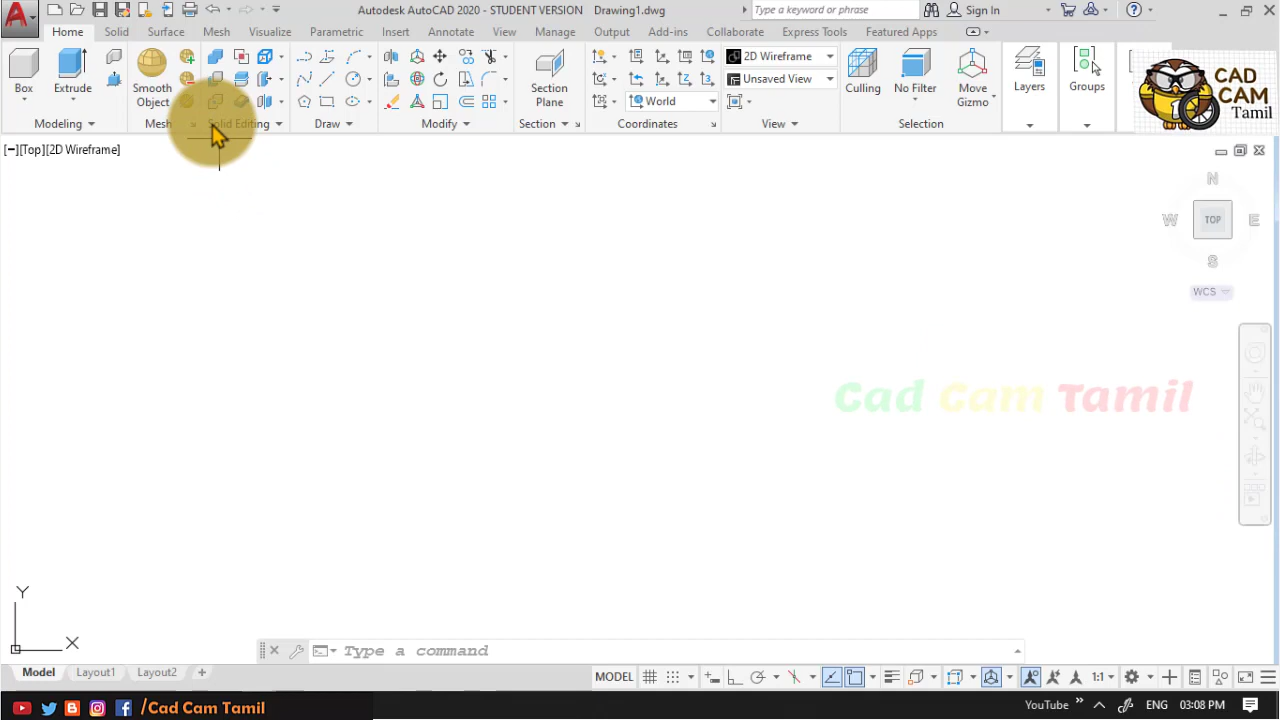 Autodesk AutoCAD 2020 - STUDENT VERSION Drawing1.dwg
Type a keyword or phrase
Sign In
Home Solid Surface Mesh Visualize Parametric Insert Annotate View Manage Output Add-ins Collaborate Express Tools Featured Apps
Box
Extrude
Smooth
Object
Section
Plane
2D Wireframe
Unsaved View
World
Culling
No Filter
Move
Gizmo
Layers
Groups
CAD
CAM
Tamil
Modeling
Mesh
Solid Editing
Draw
Modify
Section
Coordinates
View
Selection
[−][Top][2D Wireframe]
N
W TOP E
S
WCS
Cad Cam Tamil
Y
X
Type a command
Model Layout1 Layout2 +
MODEL
1:1
/Cad Cam Tamil
YouTube
ENG
03:08 PM